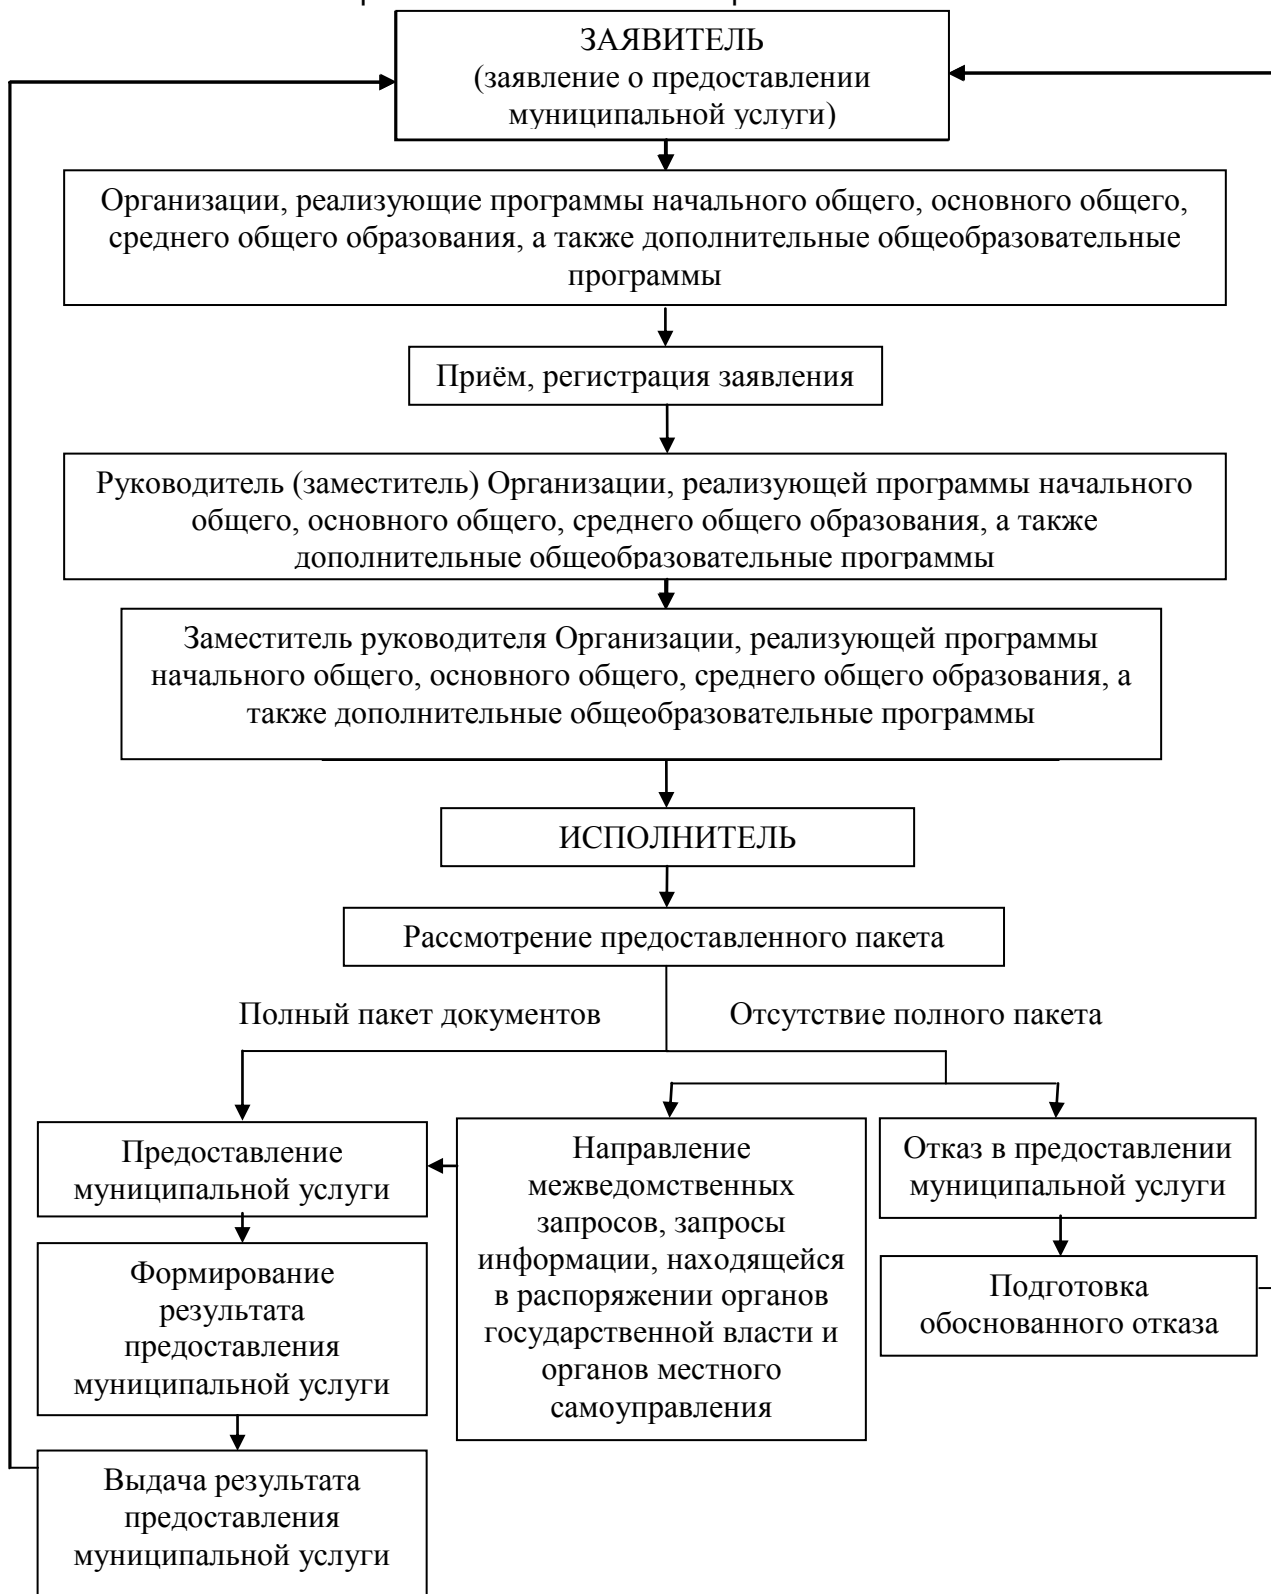 ЗАЯВИТЕЛЬ
(заявление о предоставлении
муниципальной услуги)
Организации, реализующие программы начального общего, основного общего,
среднего общего образования, а также дополнительные общеобразовательные
программы
Приём, регистрация заявления
Руководитель (заместитель) Организации, реализующей программы начального
общего, основного общего, среднего общего образования, а также
дополнительные общеобразовательные программы
Заместитель руководителя Организации, реализующей программы
начального общего, основного общего, среднего общего образования, а
также дополнительные общеобразовательные программы
ИСПОЛНИТЕЛЬ
Рассмотрение предоставленного пакета
Полный пакет документов
Отсутствие полного пакета
Предоставление
муниципальной услуги
Направление
межведомственных
запросов, запросы
информации, находящейся
в распоряжении органов
государственной власти и
органов местного
самоуправления
Отказ в предоставлении
муниципальной услуги
Формирование
результата
предоставления
муниципальной услуги
Подготовка
обоснованного отказа
Выдача результата
предоставления
муниципальной услуги